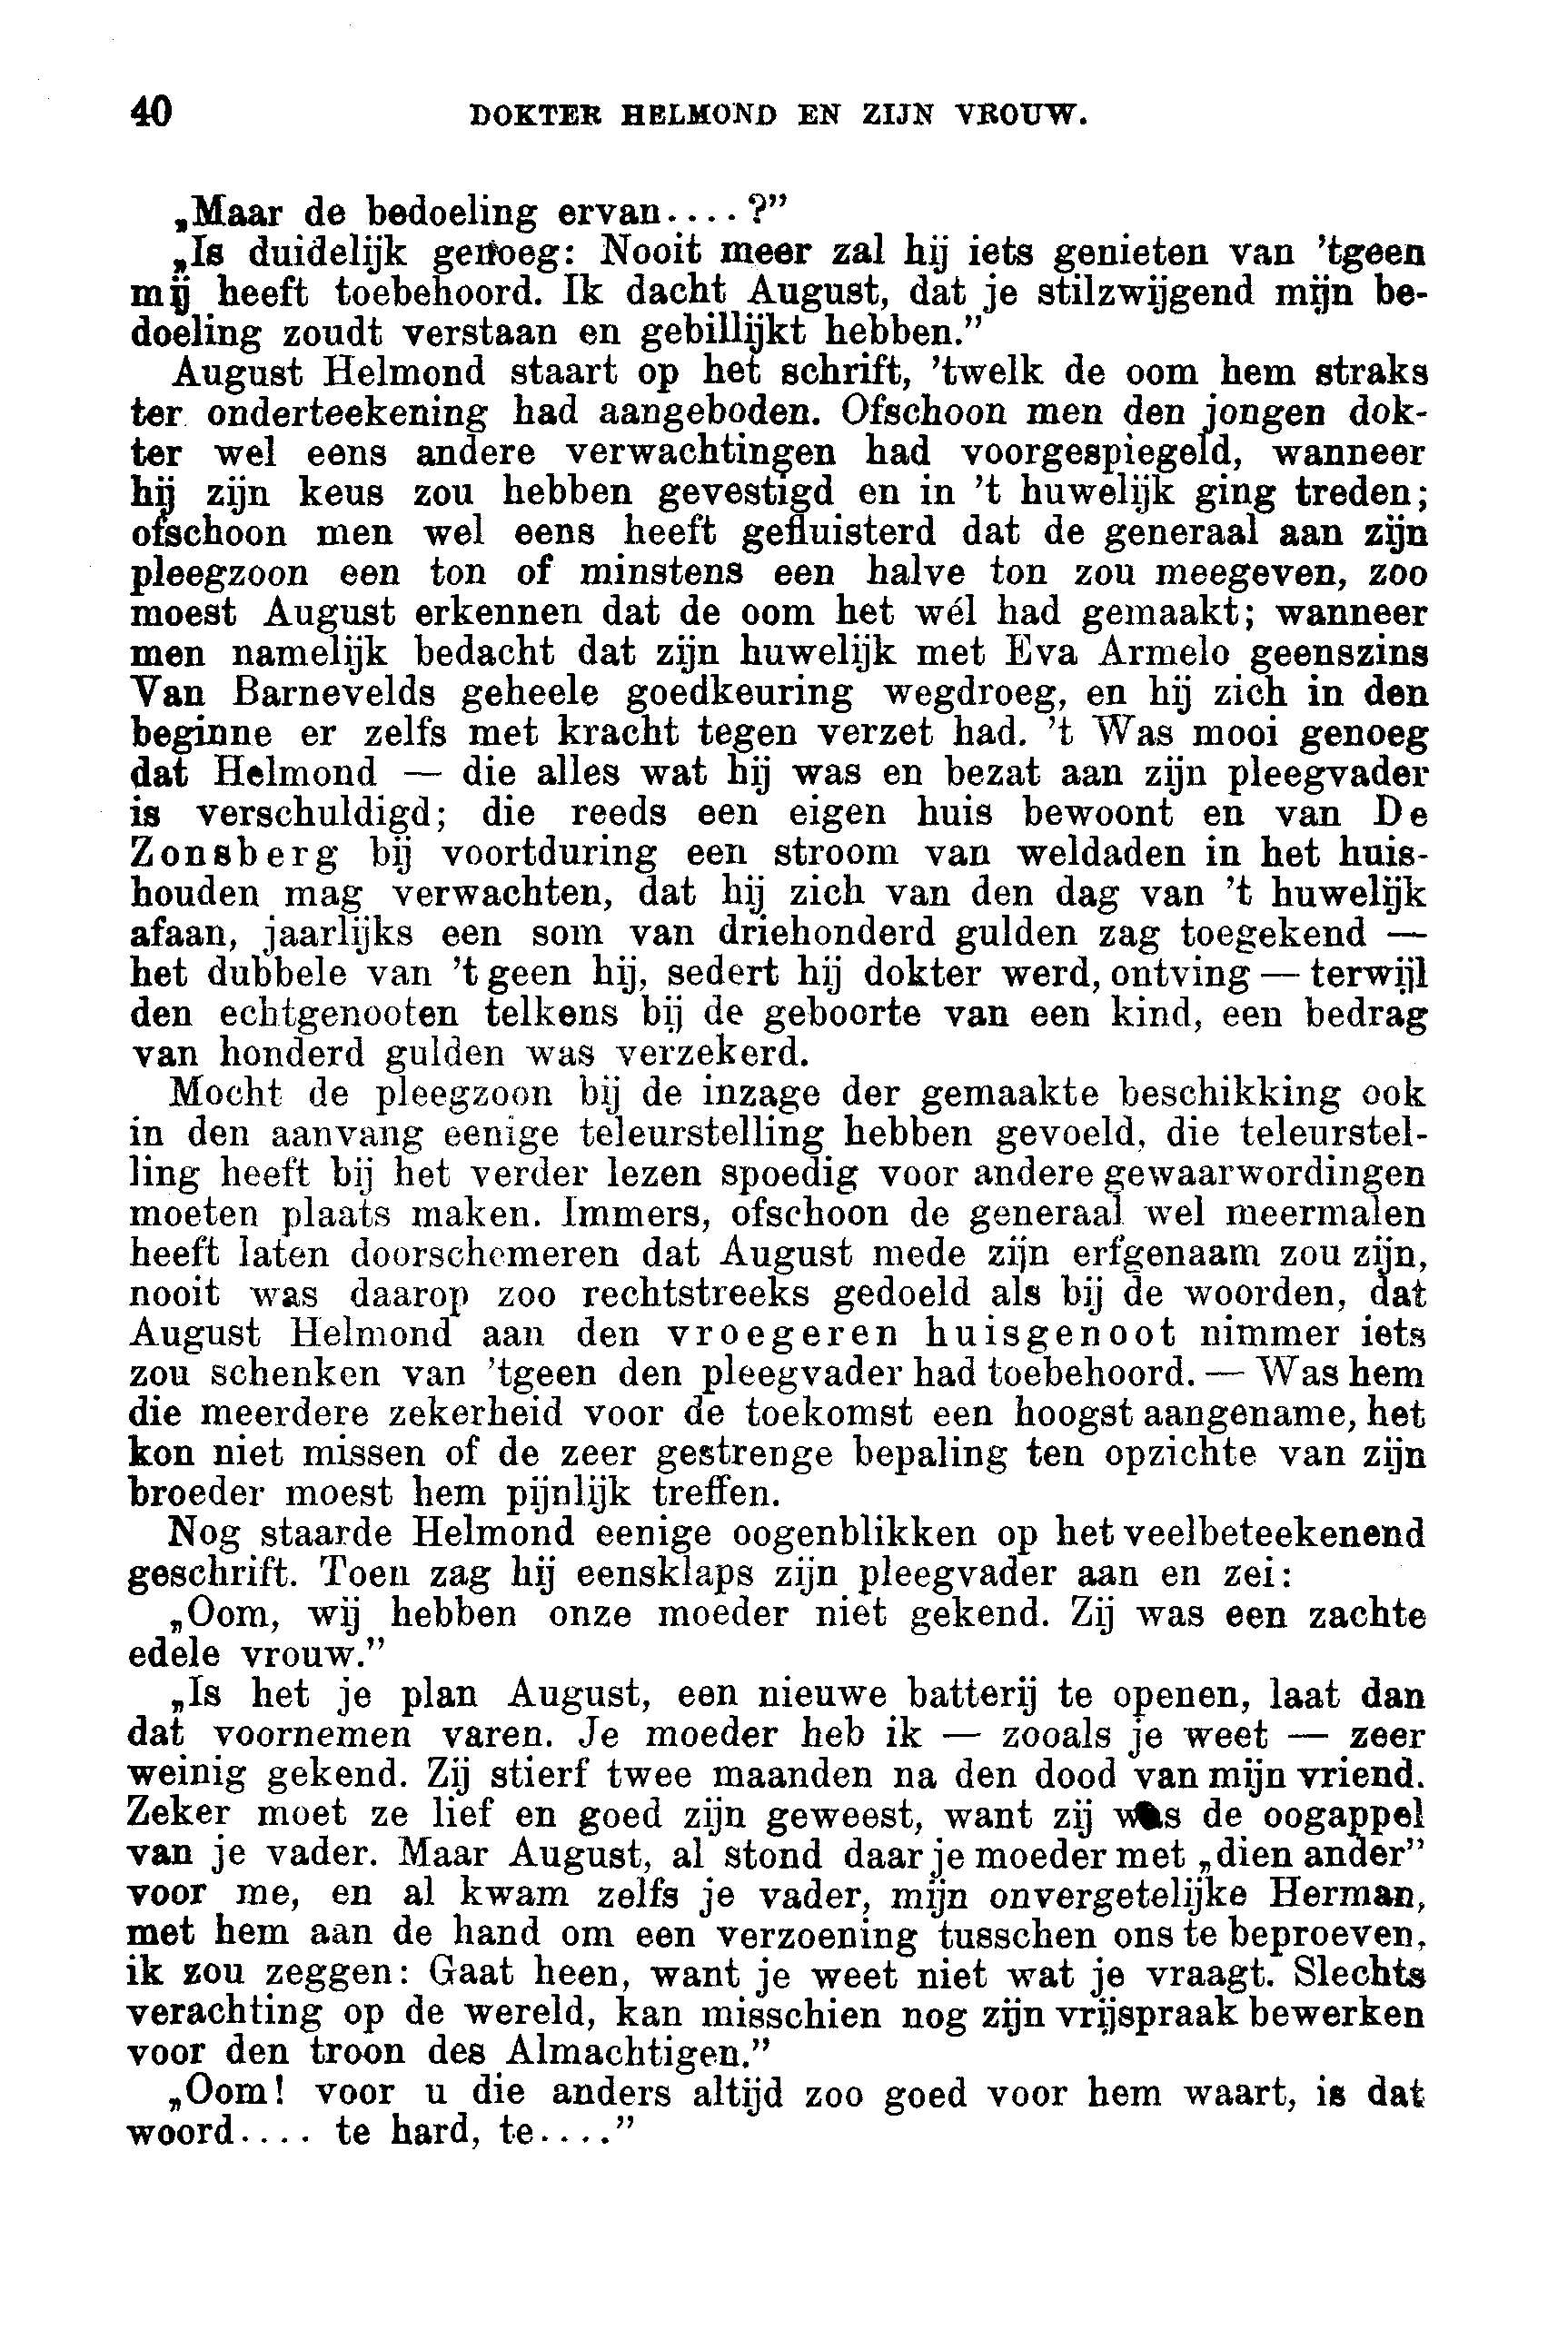 40 DOKTER HELMOND EN ZIJN VROUW.
„Maar de bedoeling ervan....?”
„Is duidelijk genoeg: Nooit meer zal hij iets genieten van ’tgeen
mij heeft toebehoord. Ik dacht August, dat je stilzwijgend mijn be-
doeling zoudt verstaan en gebillijkt hebben.”
August Helmond staart op het schrift, ’twelk de oom hem straks
ter onderteekening had aangeboden. Ofschoon men den jongen dok-
ter wel eens andere verwachtingen had voorgespiegeld, wanneer
hij zijn keus zou hebben gevestigd en in ’t huwelijk ging treden;
ofschoon men wel eens heeft gefluisterd dat de generaal aan zijn
pleegzoon een ton of minstens een halve ton zou meegeven, zoo
moest August erkennen dat de oom het wél had gemaakt; wanneer
men namelijk bedacht dat zijn huwelijk met Eva Armelo geenszins
Van Barnevelds geheele goedkeuring wegdroeg, en hij zich in den
beginne er zelfs met kracht tegen verzet had. ’t Was mooi genoeg
dat Helmond — die alles wat hij was en bezat aan zijn pleegvader
is verschuldigd; die reeds een eigen huis bewoont en van De
Zonsberg bij voortduring een stroom van weldaden in het huis-
houden mag verwachten, dat hij zich van den dag van ’t huwelijk
afaan, jaarlijks een som van driehonderd gulden zag toegekend —
het dubbele van ’t geen hij, sedert hij dokter werd, ontving — terwijl
den echtgenooten telkens bij de geboorte van een kind, een bedrag
van honderd gulden was verzekerd.
Mocht de pleegzoon bij de inzage der gemaakte beschikking ook
in den aanvang eenige teleurstelling hebben gevoeld, die teleurstel-
ling heeft bij het verder lezen spoedig voor andere gewaarwordingen
moeten plaats maken. Immers, ofschoon de generaal wel meermalen
heeft laten doorschemeren dat August mede zijn erfgenaam zou zijn,
nooit was daarop zoo rechtstreeks gedoeld als bij de woorden, dat
August Helmond aan den vroegeren huisgenoot nimmer iets
zou schenken van ’tgeen den pleegvader had toebehoord. — Was hem
die meerdere zekerheid voor de toekomst een hoogst aangename, het
kon niet missen of de zeer gestrenge bepaling ten opzichte van zijn
broeder moest hem pijnlijk treffen.
Nog staarde Helmond eenige oogenblikken op het veelbeteekenend
geschrift. Toen zag hij eensklaps zijn pleegvader aan en zei:
„Oom, wij hebben onze moeder niet gekend. Zij was een zachte
edele vrouw.”
„Is het je plan August, een nieuwe batterij te openen, laat dan
dat voornemen varen. Je moeder heb ik — zooals je weet — zeer
weinig gekend. Zij stierf twee maanden na den dood van mijn vriend.
Zeker moet ze lief en goed zijn geweest, want zij was de oogappel
van je vader. Maar August, al stond daar je moeder met „dien ander”
voor me, en al kwam zelfs je vader, mijn onvergetelijke Herman,
met hem aan de hand om een verzoening tusschen ons te beproeven,
ik zou zeggen: Gaat heen, want je weet niet wat je vraagt. Slechts
verachting op de wereld, kan misschien nog zijn vrijspraak bewerken
voor den troon des Almachtigen.”
„Oom! voor u die anders altijd zoo goed voor hem waart, is dat
woord.... te hard, te....”